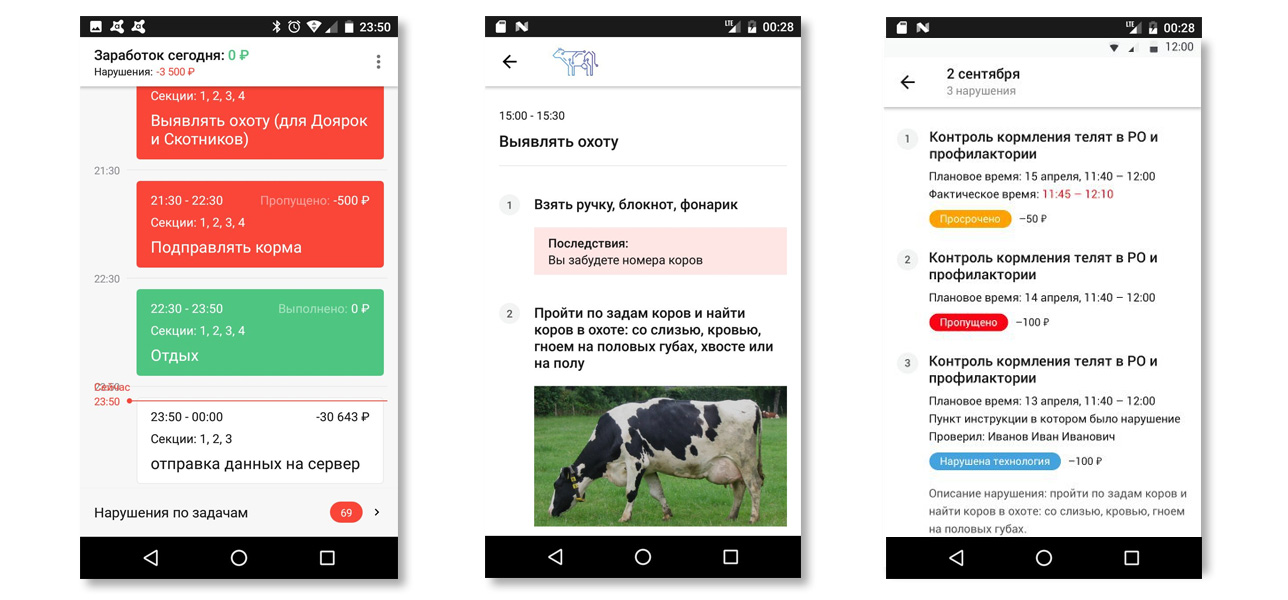 23:50
Заработок сегодня: 0 ₽
Нарушения: -3 500 ₽
Секции: 1, 2, 3, 4
Выявлять охоту (для Доярок
и Скотников)
21:30
21:30 - 22:30 Пропущено: -500 ₽
Секции: 1, 2, 3, 4
Подправлять корма
22:30
22:30 - 23:50 Выполнено: 0 ₽
Секции: 1, 2, 3, 4
Отдых
Сейчас
23:50
23:50 - 00:00 -30 643 ₽
Секции: 1, 2, 3
отправка данных на сервер
Нарушения по задачам 69
LTE 00:28
15:00 - 15:30
Выявлять охоту
1 Взять ручку, блокнот, фонарик
Последствия:
Вы забудете номера коров
2 Пройти по задам коров и найти
коров в охоте: со слизью, кровью,
гноем на половых губах, хвосте или
на полу
LTE 00:28
12:00
2 сентября
3 нарушения
1 Контроль кормления телят в РО и
профилактории
Плановое время: 15 апреля, 11:40 – 12:00
Фактическое время: 11:45 – 12:10
Просрочено –50 ₽
2 Контроль кормления телят в РО и
профилактории
Плановое время: 14 апреля, 11:40 – 12:00
Пропущено –100 ₽
3 Контроль кормления телят в РО и
профилактории
Плановое время: 13 апреля, 11:40 – 12:00
Пункт инструкции в котором было нарушение
Проверил: Иванов Иван Иванович
Нарушена технология –100 ₽
Описание нарушения: пройти по задам коров и
найти коров в охоте: со слизью, кровью, гноем
на половых губах.